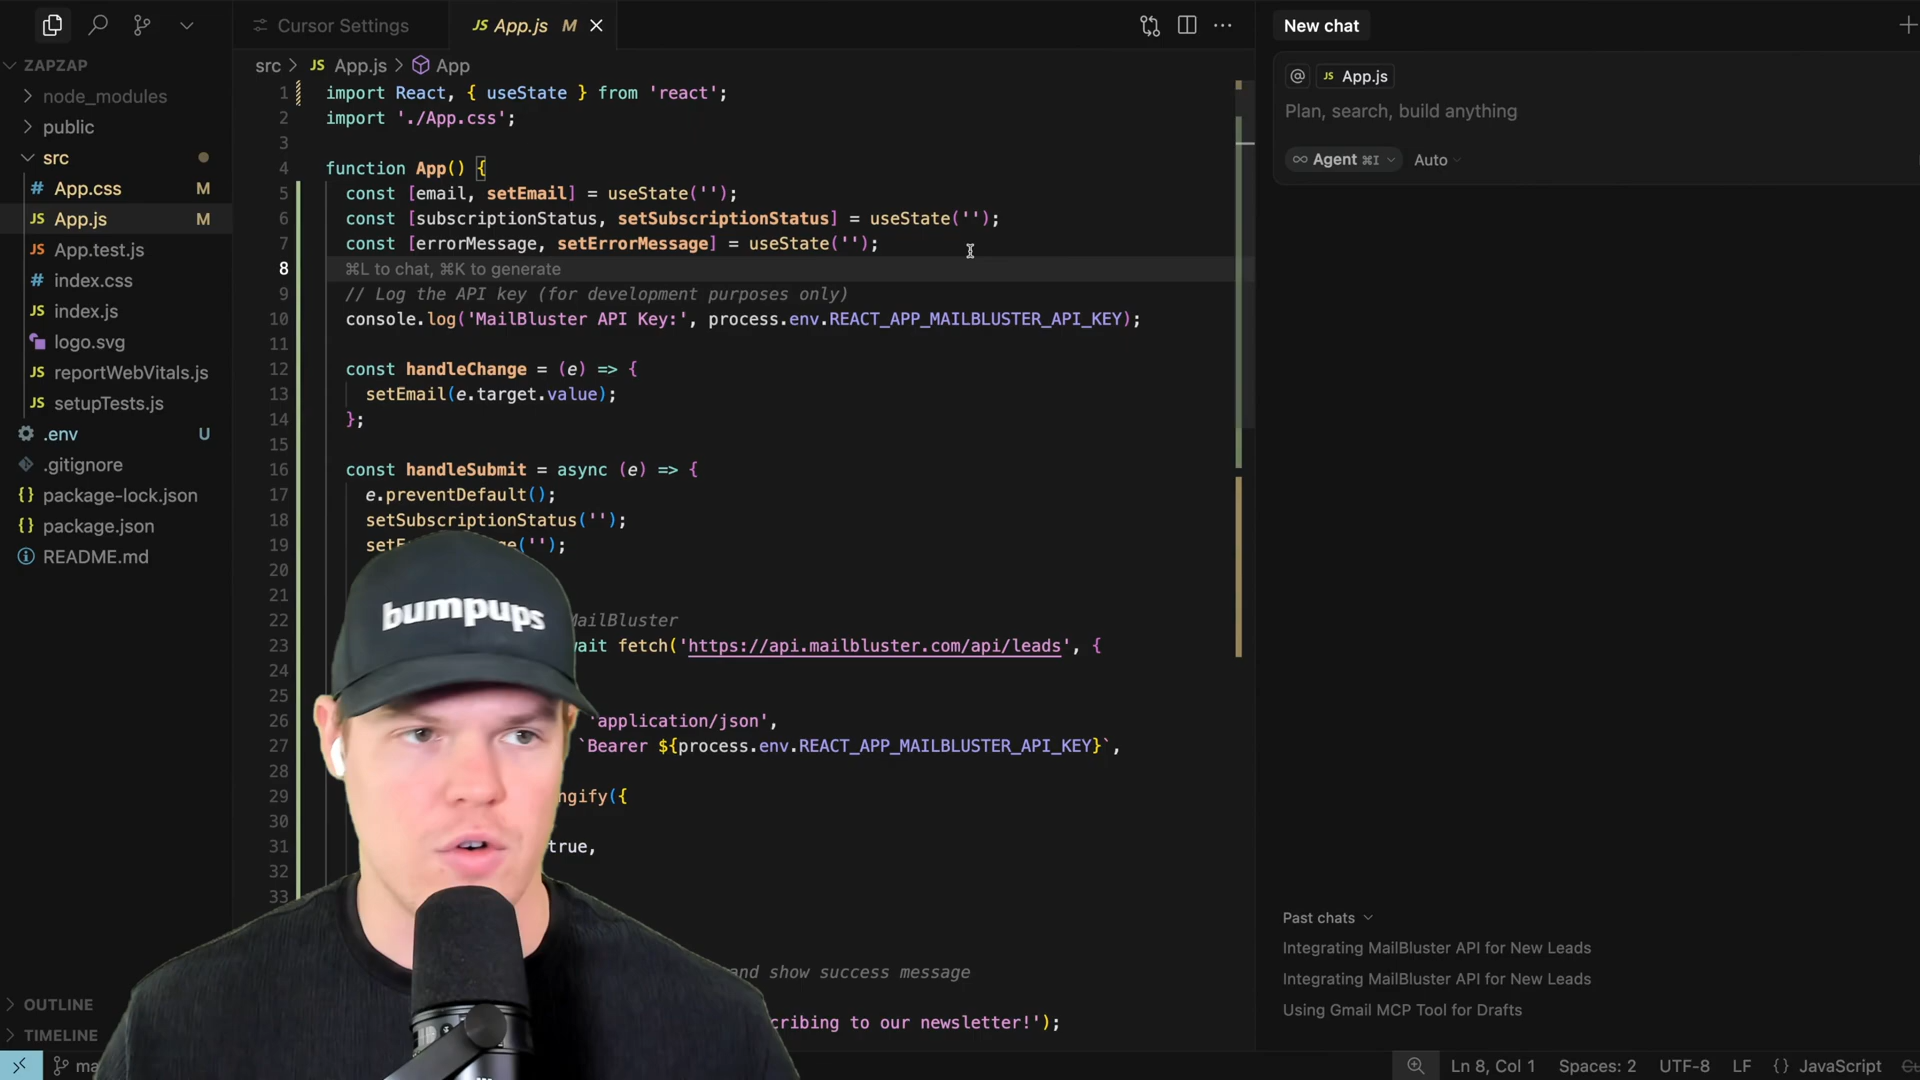 Cursor Settings
JS App.js M
New chat
ZAPZAP
node_modules
public
src
# App.css M
JS App.js M
JS App.test.js
# index.css
JS index.js
logo.svg
JS reportWebVitals.js
JS setupTests.js
.env U
.gitignore
{} package-lock.json
{} package.json
README.md
OUTLINE
TIMELINE
src > JS App.js > App
1 import React, { useState } from 'react';
2 import './App.css';
3
4 function App() {
5 const [email, setEmail] = useState('');
6 const [subscriptionStatus, setSubscriptionStatus] = useState('');
7 const [errorMessage, setErrorMessage] = useState('');
8 ⌘L to chat, ⌘K to generate
9 // Log the API key (for development purposes only)
10 console.log('MailBluster API Key:', process.env.REACT_APP_MAILBLUSTER_API_KEY);
11
12 const handleChange = (e) => {
13 setEmail(e.target.value);
14 };
15
16 const handleSubmit = async (e) => {
17 e.preventDefault();
18 setSubscriptionStatus('');
19 ('');
20
21
22 MailBluster
23 fetch('https://api.mailbluster.com/api/leads', {
24
25
26 'application/json',
27 `Bearer ${process.env.REACT_APP_MAILBLUSTER_API_KEY}`,
28
29 ({
30
31 true,
32
33
and show success message
to our newsletter!');
bumpups
@ JS App.js
Plan, search, build anything
∞ Agent ⌘I Auto
Past chats
Integrating MailBluster API for New Leads
Integrating MailBluster API for New Leads
Using Gmail MCP Tool for Drafts
Ln 8, Col 1 Spaces: 2 UTF-8 LF {} JavaScript